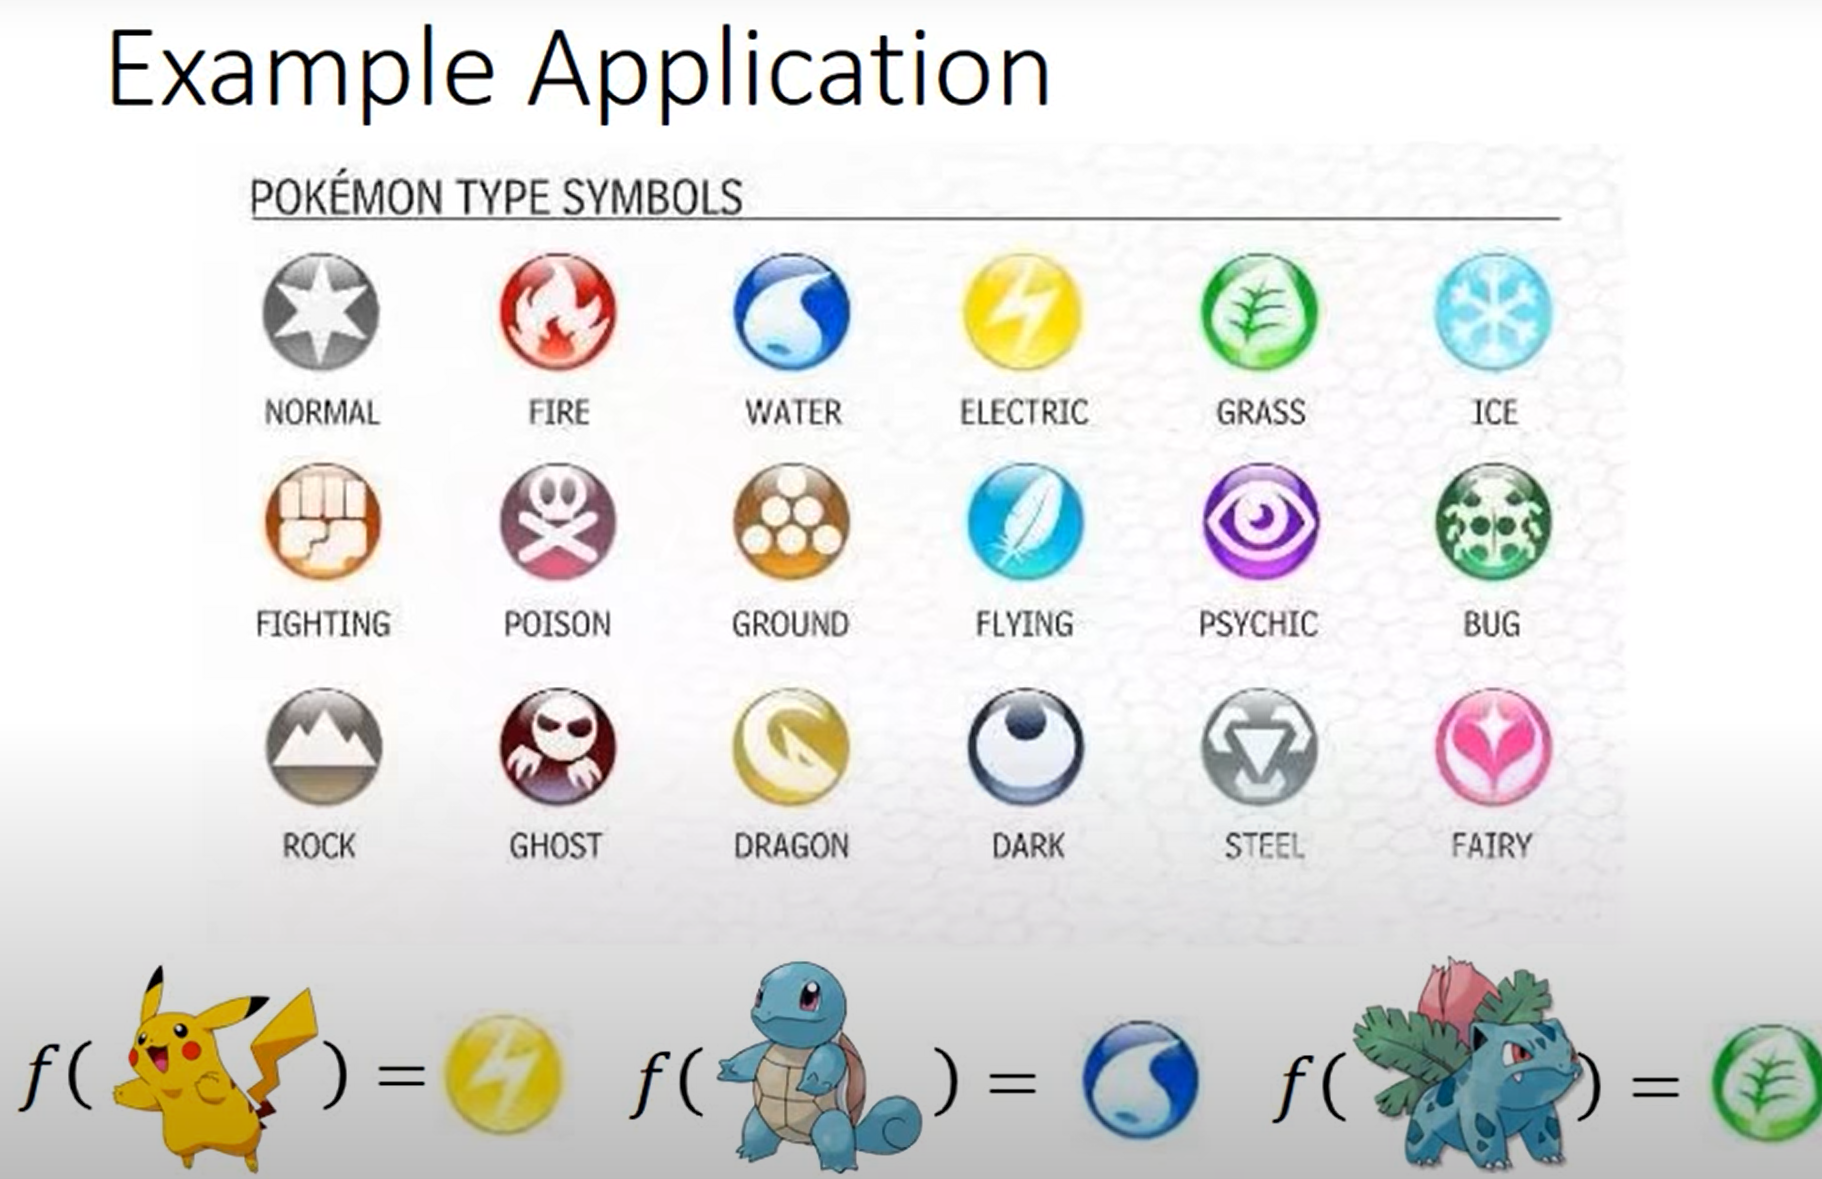 Example Application
POKÉMON TYPE SYMBOLS
NORMAL FIRE WATER ELECTRIC GRASS ICE
FIGHTING POISON GROUND FLYING PSYCHIC BUG
ROCK GHOST DRAGON DARK STEEL FAIRY
f( ) = f( ) = f( ) =